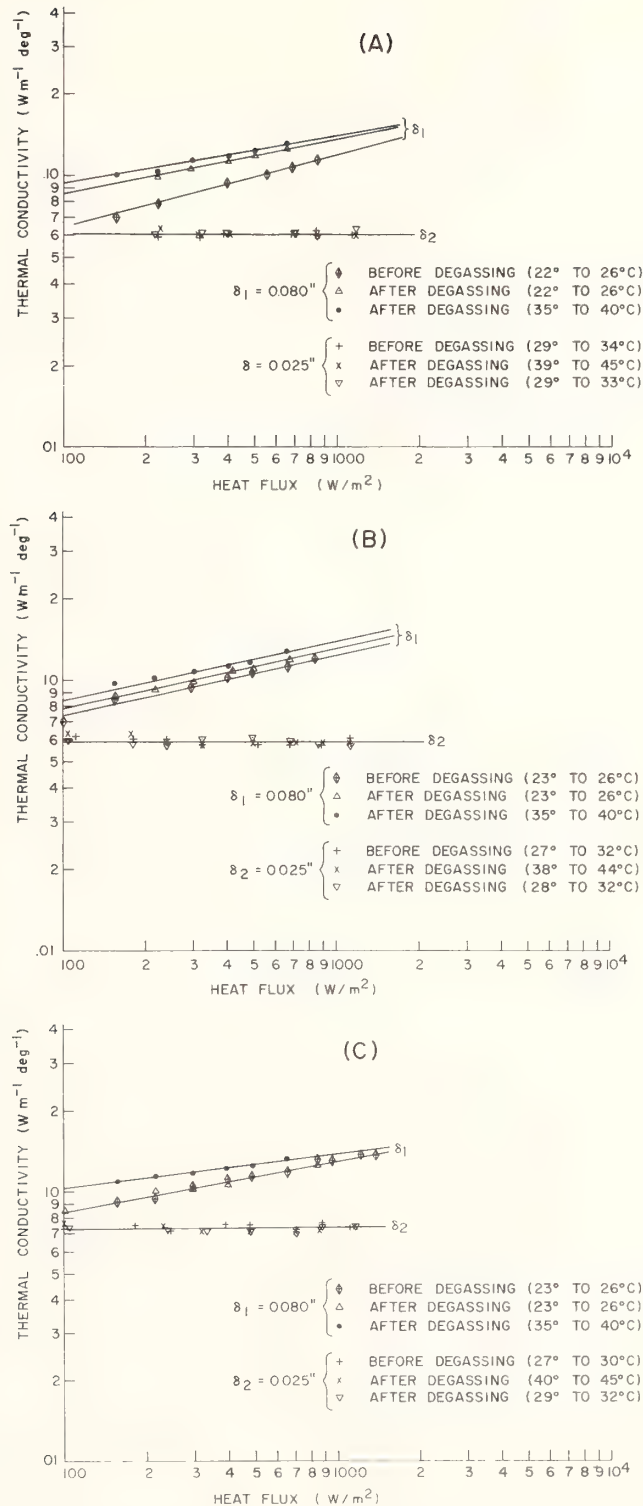 (A)
THERMAL CONDUCTIVITY (W m⁻¹ deg⁻¹)
4
3
2
.10
9
8
7
6
5
4
3
2
.01
δ₁
δ₂
δ₁ = 0.080"
BEFORE DEGASSING (22° TO 26°C)
AFTER DEGASSING (22° TO 26°C)
AFTER DEGASSING (35° TO 40°C)
δ = 0.025"
BEFORE DEGASSING (29° TO 34°C)
AFTER DEGASSING (39° TO 45°C)
AFTER DEGASSING (29° TO 33°C)
100 2 3 4 5 6 7 8 9 1000 2 3 4 5 6 7 8 9 10⁴
HEAT FLUX (W/m²)
(B)
THERMAL CONDUCTIVITY (W m⁻¹ deg⁻¹)
4
3
2
.10
9
8
7
6
5
4
3
2
.01
δ₁
δ2
δ₁ = 0.080"
BEFORE DEGASSING (23° TO 26°C)
AFTER DEGASSING (23° TO 26°C)
AFTER DEGASSING (35° TO 40°C)
δ₂ = 0.025"
BEFORE DEGASSING (27° TO 32°C)
AFTER DEGASSING (38° TO 44°C)
AFTER DEGASSING (28° TO 32°C)
100 2 3 4 5 6 7 8 9 1000 2 3 4 5 6 7 8 9 10⁴
HEAT FLUX (W/m²)
(C)
THERMAL CONDUCTIVITY (W m⁻¹ deg⁻¹)
4
3
2
.10
9
8
7
6
5
4
3
2
.01
δ₁
δ₂
δ₁ = 0.080"
BEFORE DEGASSING (23° TO 26°C)
AFTER DEGASSING (23° TO 26°C)
AFTER DEGASSING (35° TO 40°C)
δ₂ = 0.025"
BEFORE DEGASSING (27° TO 30°C)
AFTER DEGASSING (40° TO 45°C)
AFTER DEGASSING (29° TO 32°C)
100 2 3 4 5 6 7 8 9 1000 2 3 4 5 6 7 8 9 10⁴
HEAT FLUX (W/m²)